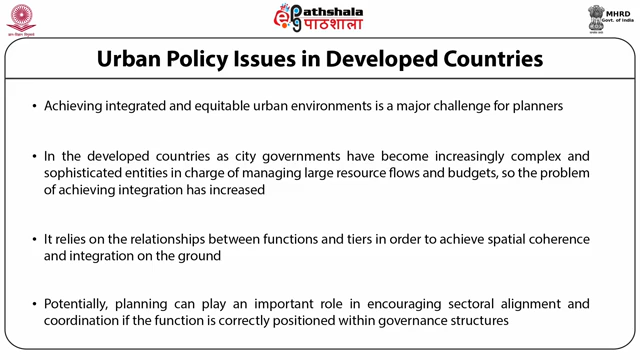 ePathshala
पाठशाला
MHRD
Govt. of India
Urban Policy Issues in Developed Countries
• Achieving integrated and equitable urban environments is a major challenge for planners
• In the developed countries as city governments have become increasingly complex and
sophisticated entities in charge of managing large resource flows and budgets, so the problem
of achieving integration has increased
• It relies on the relationships between functions and tiers in order to achieve spatial coherence
and integration on the ground
• Potentially, planning can play an important role in encouraging sectoral alignment and
coordination if the function is correctly positioned within governance structures